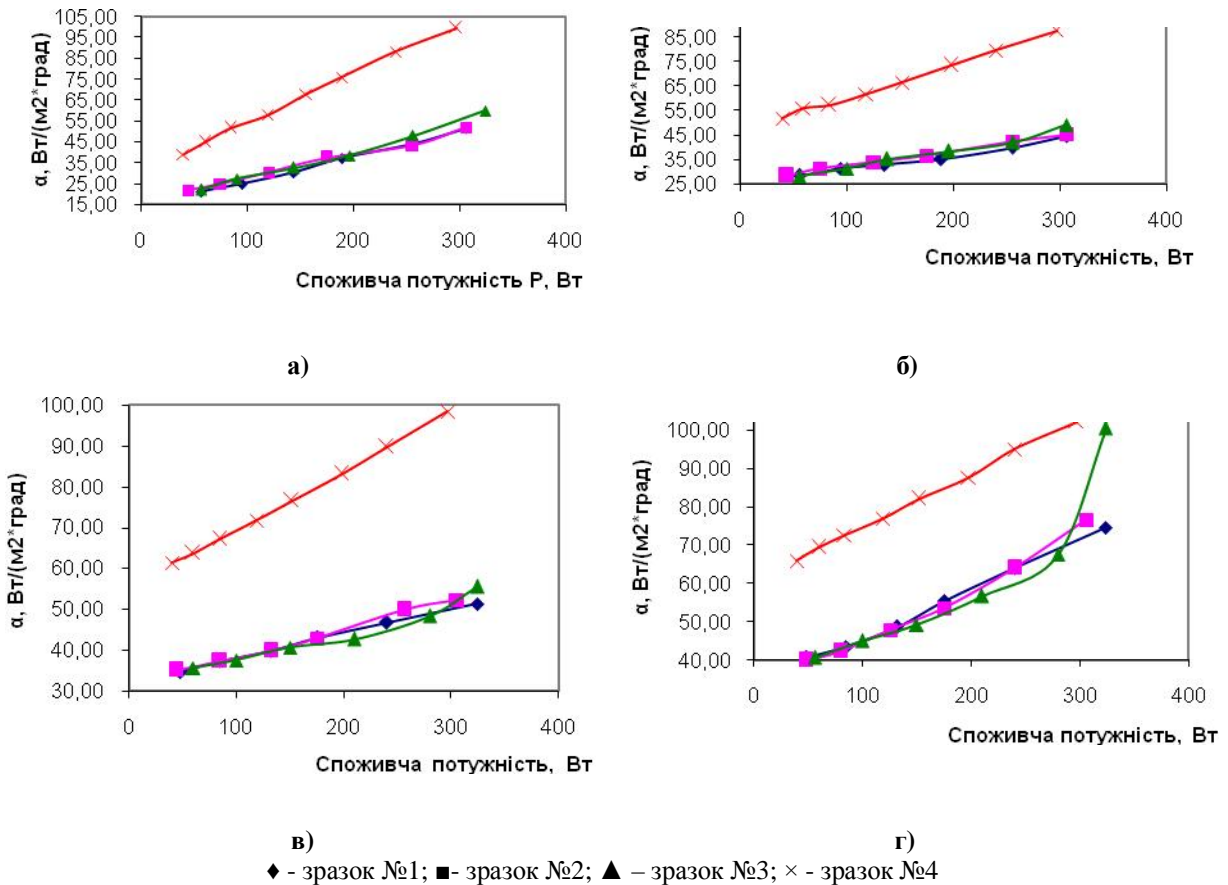 105,00
95,00
85,00
75,00
65,00
55,00
45,00
35,00
25,00
15,00
α, Вт/(м2*град)
0 100 200 300 400
Споживча потужність Р, Вт
а)
85,00
75,00
65,00
55,00
45,00
35,00
25,00
α, Вт/(м2*град)
0 100 200 300 400
Споживча потужність, Вт
б)
100,00
90,00
80,00
70,00
60,00
50,00
40,00
30,00
α, Вт/(м2*град)
0 100 200 300 400
Споживча потужність, Вт
в)
100,00
90,00
80,00
70,00
60,00
50,00
40,00
α, Вт/(м2*град)
0 100 200 300 400
Споживча потужність, Вт
г)
♦ - зразок №1; ■- зразок №2; ▲ – зразок №3; × - зразок №4